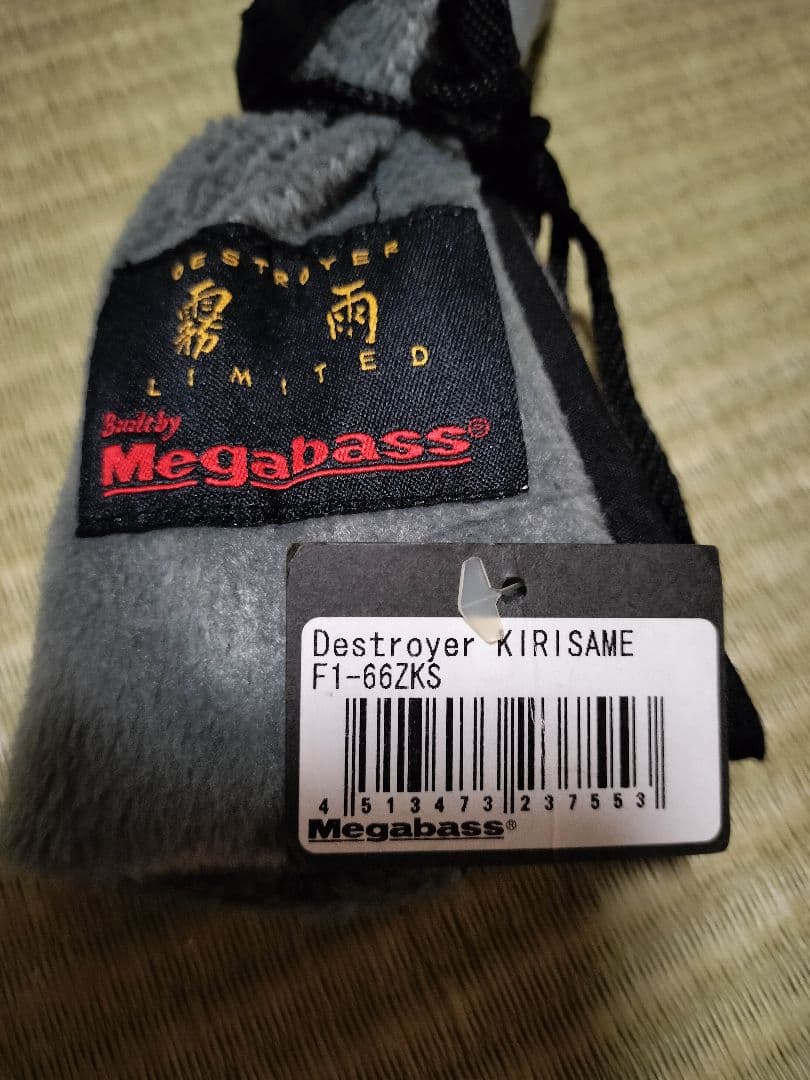 DESTROYER
霧雨
LIMITED
Built by
Megabass®
Destroyer KIRISAME
F1-66ZKS
4 513473 237553
Megabass®